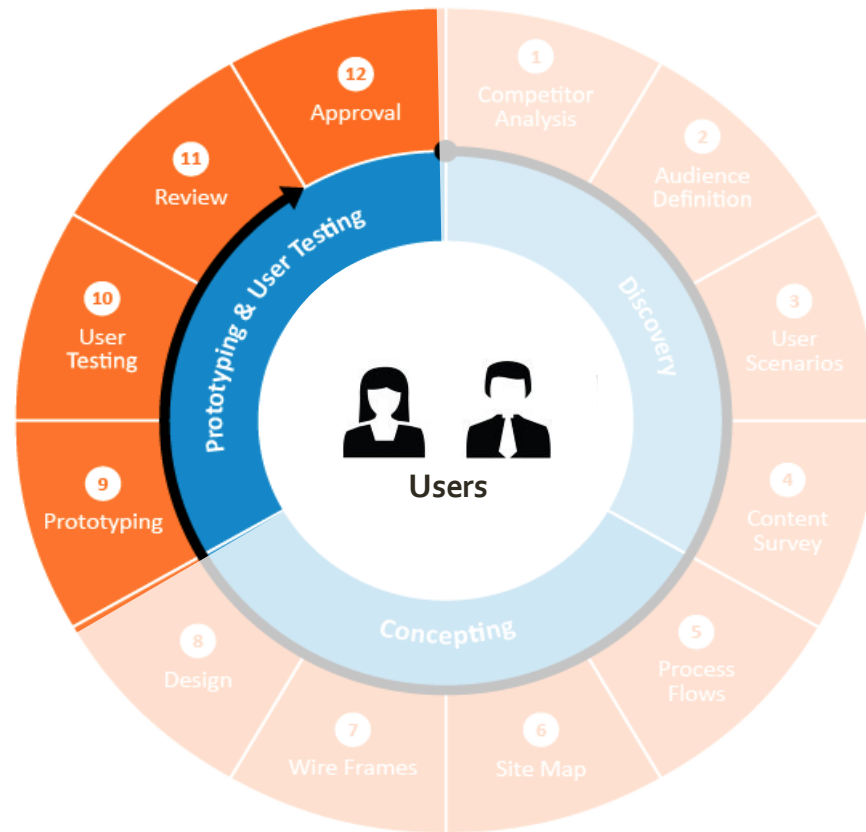 1
Competitor
Analysis
2
Audience
Definition
3
User
Scenarios
4
Content
Survey
5
Process
Flows
6
Site Map
7
Wire Frames
8
Design
9
Prototyping
10
User
Testing
11
Review
12
Approval
Discovery
Concepting
Prototyping & User Testing
Users